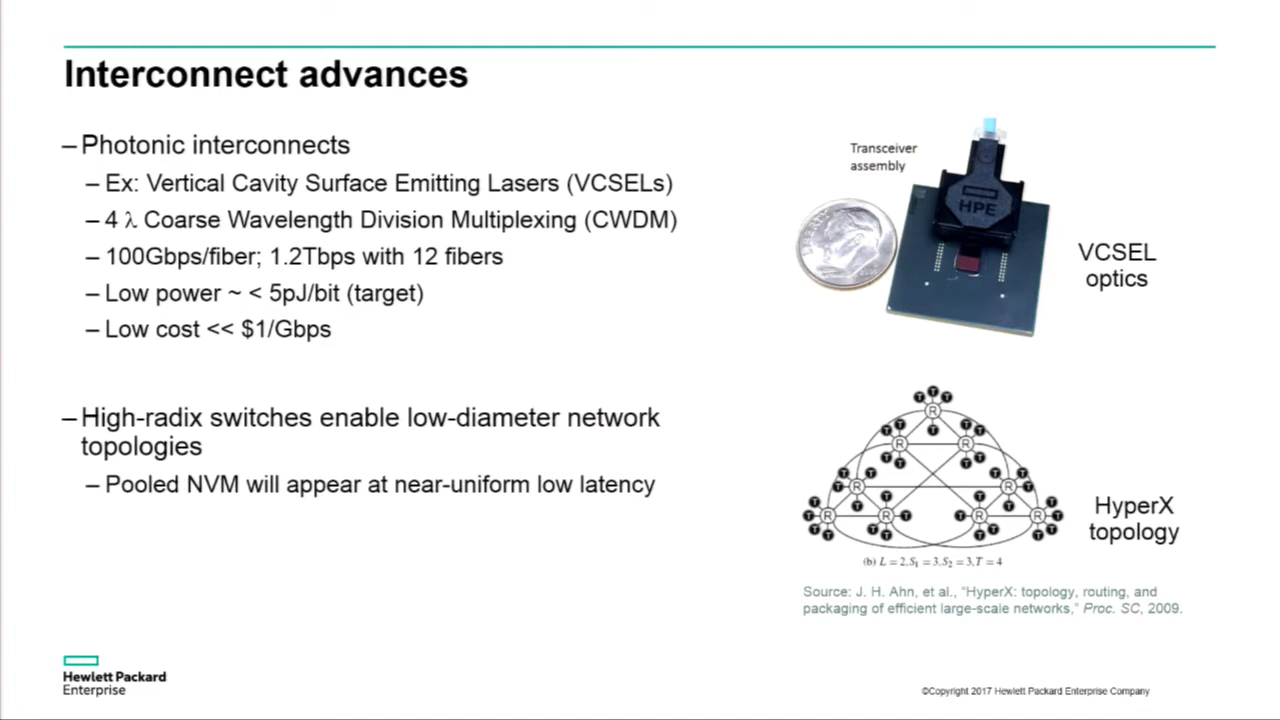 Interconnect advances
– Photonic interconnects
– Ex: Vertical Cavity Surface Emitting Lasers (VCSELs)
– 4 λ Coarse Wavelength Division Multiplexing (CWDM)
– 100Gbps/fiber; 1.2Tbps with 12 fibers
– Low power ~ < 5pJ/bit (target)
– Low cost << $1/Gbps
– High-radix switches enable low-diameter network
topologies
– Pooled NVM will appear at near-uniform low latency
Transceiver
assembly
HPE
VCSEL
optics
T T T
R
T
T T
R
T T
T T
R
T T
T T
R
T
T T
R
T
T
T
R
T T
T
R
T
T T
T
T
R
T T
T
R
T
T T
HyperX
topology
(b) L = 2, S₁ = 3, S₂ = 3, T = 4
Source: J. H. Ahn, et al., “HyperX: topology, routing, and
packaging of efficient large-scale networks,” Proc. SC, 2009.
Hewlett Packard
Enterprise
©Copyright 2017 Hewlett Packard Enterprise Company